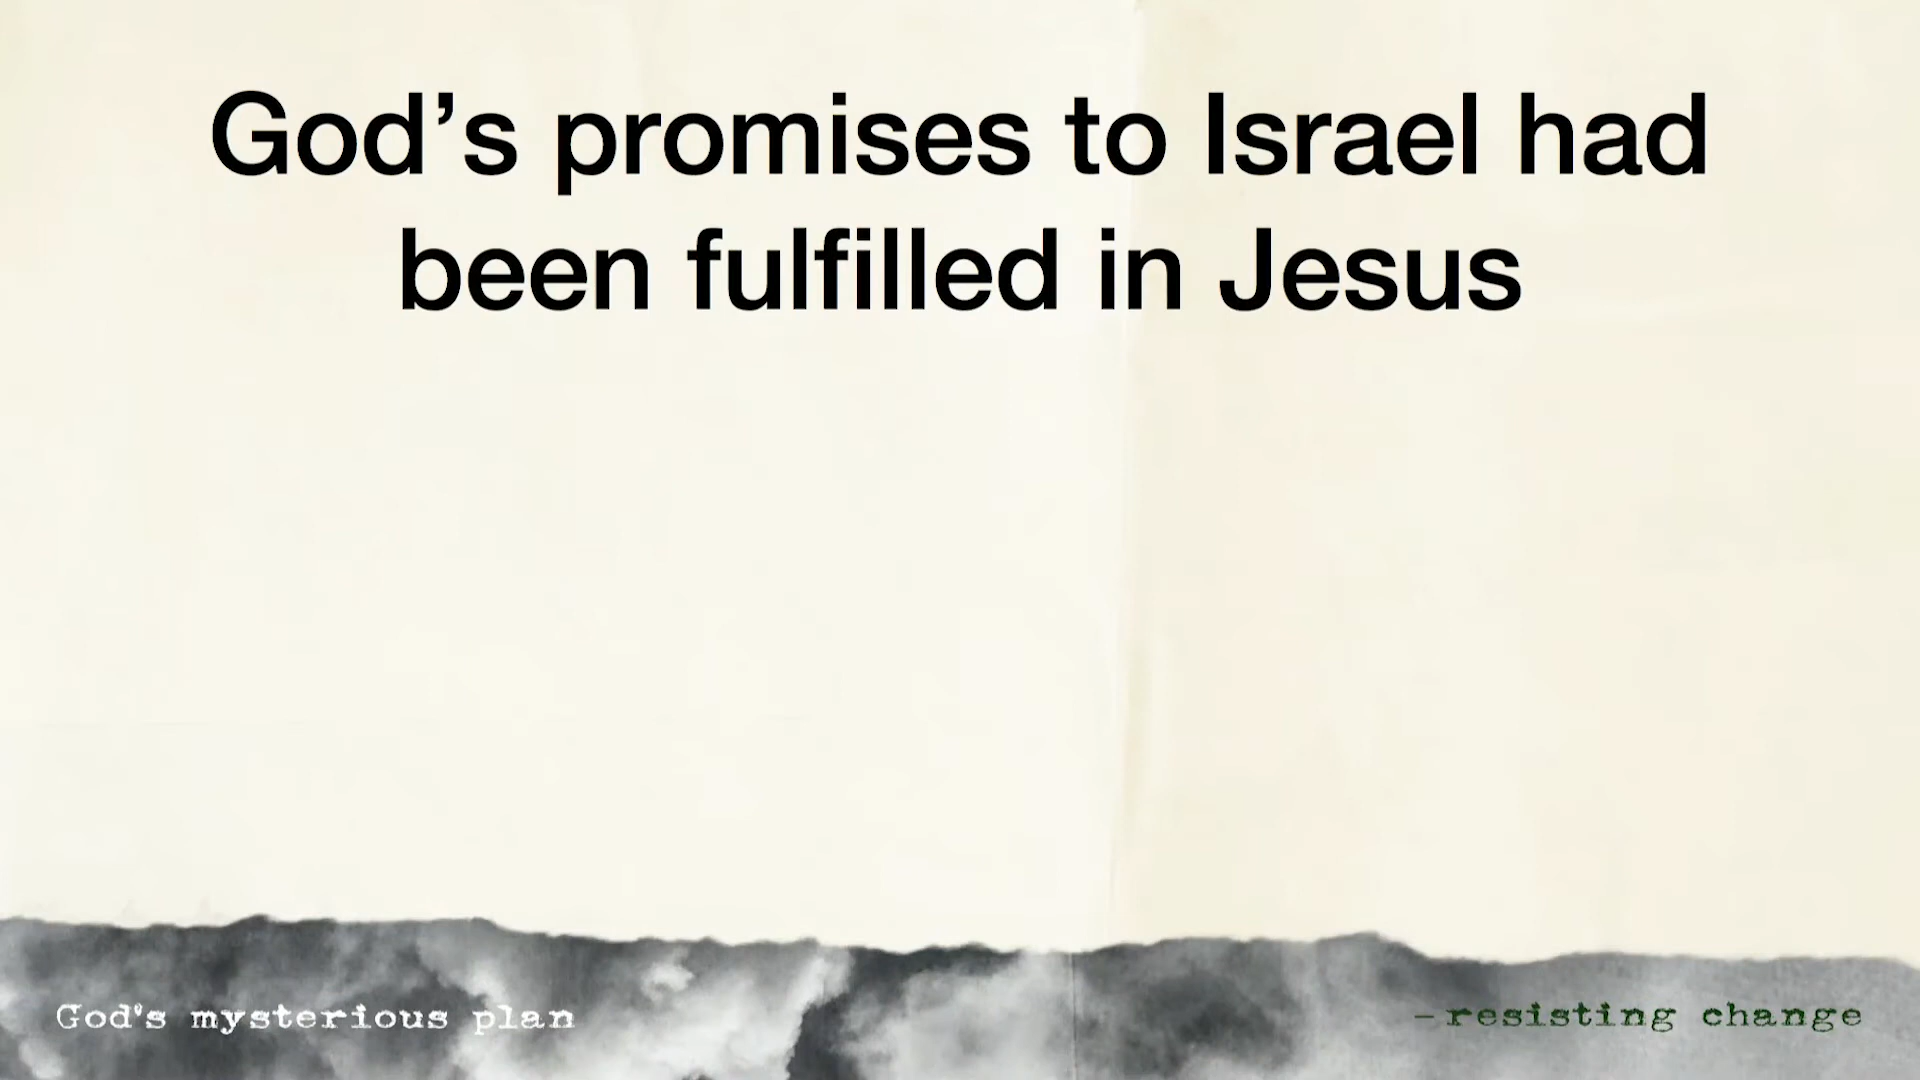 God’s promises to Israel had
been fulfilled in Jesus
God's mysterious plan
–resisting change